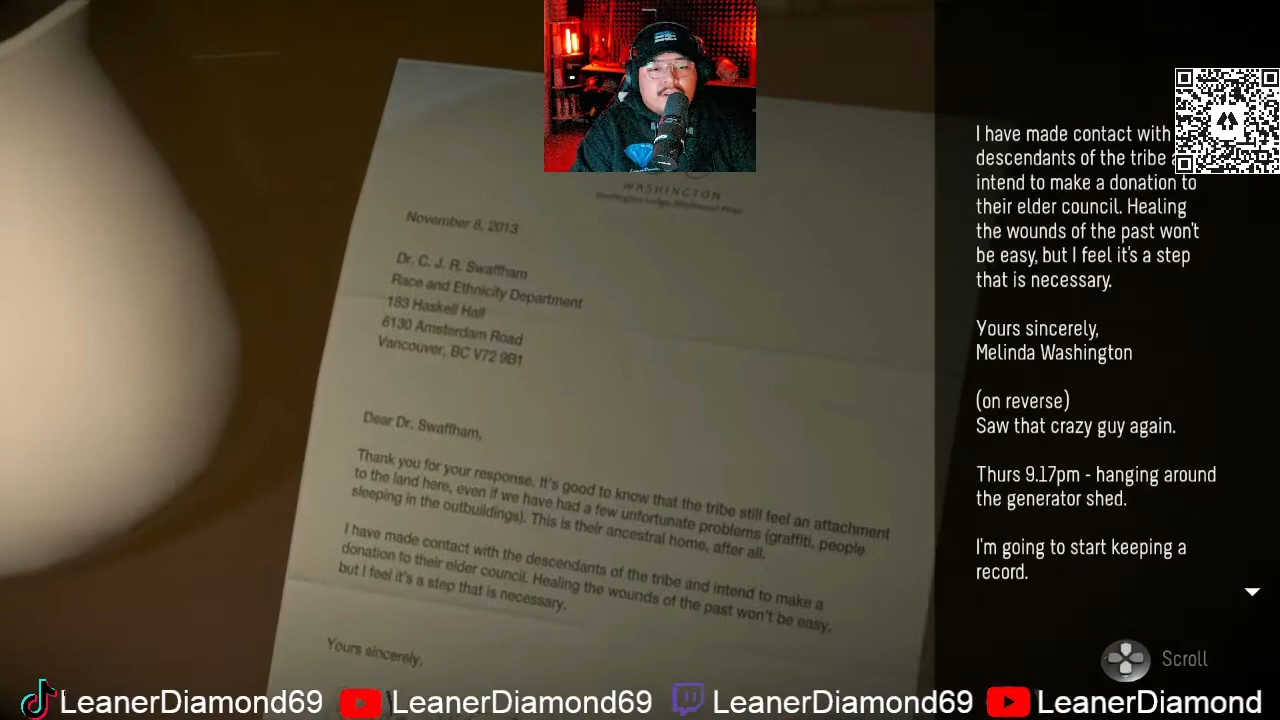 WASHINGTON
November 8, 2013
Dr. C. J. R. Swaffham
Race and Ethnicity Department
183 Haskell Hall
6130 Amsterdam Road
Vancouver, BC V72 9B1
Dear Dr. Swaffham,
Thank you for your response. It's good to know that the tribe still feel an attachment
to the land here, even if we have had a few unfortunate problems (graffiti, people
sleeping in the outbuildings). This is their ancestral home, after all.
I have made contact with the descendants of the tribe and intend to make a
donation to their elder council. Healing the wounds of the past won't be easy,
but I feel it's a step that is necessary.
Yours sincerely,
I have made contact with
descendants of the tribe
intend to make a donation to
their elder council. Healing
the wounds of the past won't
be easy, but I feel it's a step
that is necessary.
Yours sincerely,
Melinda Washington
(on reverse)
Saw that crazy guy again.
Thurs 9.17pm - hanging around
the generator shed.
I'm going to start keeping a
record.
Scroll
LeanerDiamond69 LeanerDiamond69 LeanerDiamond69 LeanerDiamond